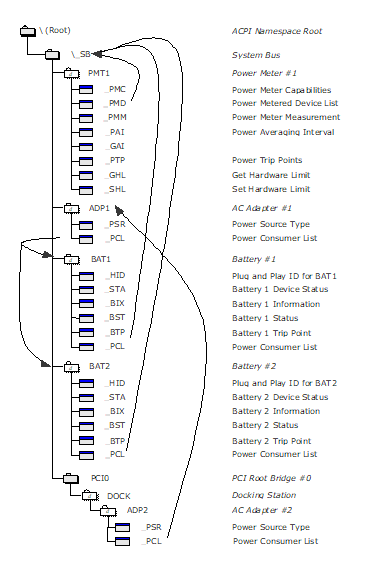 \ (Root) ACPI Namespace Root
\_SB System Bus
PMT1 Power Meter #1
_PMC Power Meter Capabilities
_PMD Power Metered Device List
_PMM Power Meter Measurement
_PAI Power Averaging Interval
_GAI
_PTP Power Trip Points
_GHL Get Hardware Limit
_SHL Set Hardware Limit
ADP1 AC Adapter #1
_PSR Power Source Type
_PCL Power Consumer List
BAT1 Battery #1
_HID Plug and Play ID for BAT1
_STA Battery 1 Device Status
_BIX Battery 1 Information
_BST Battery 1 Status
_BTP Battery 1 Trip Point
_PCL Power Consumer List
BAT2 Battery #2
_HID Plug and Play ID for BAT2
_STA Battery 2 Device Status
_BIX Battery 2 Information
_BST Battery 2 Status
_BTP Battery 2 Trip Point
_PCL Power Consumer List
PCI0 PCI Root Bridge #0
DOCK Docking Station
ADP2 AC Adapter #2
_PSR Power Source Type
_PCL Power Consumer List